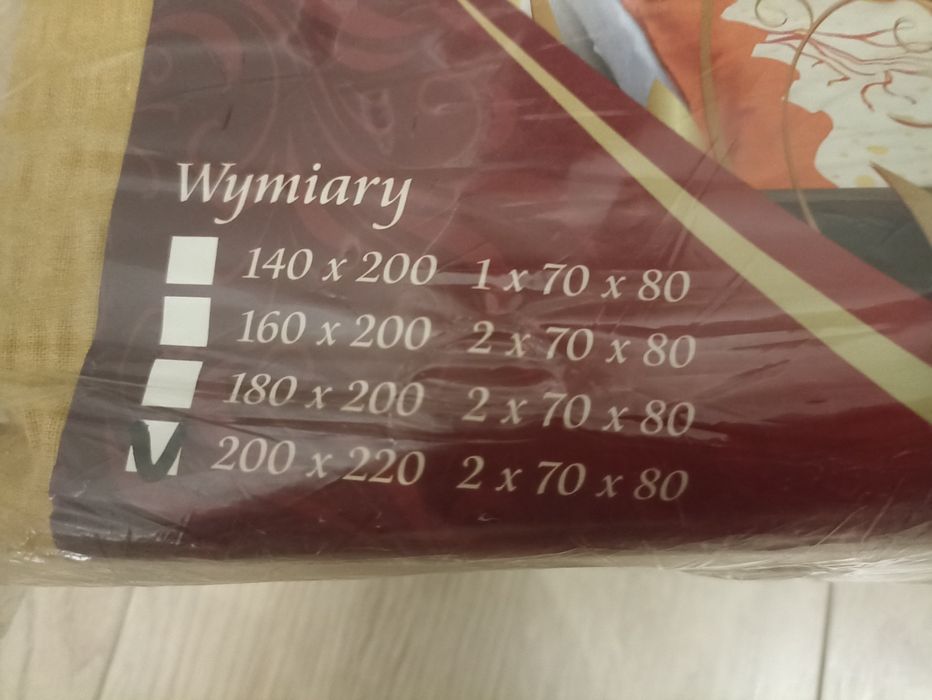 Wymiary
140 x 200 1 x 70 x 80
160 x 200 2 x 70 x 80
180 x 200 2 x 70 x 80
200 x 220 2 x 70 x 80